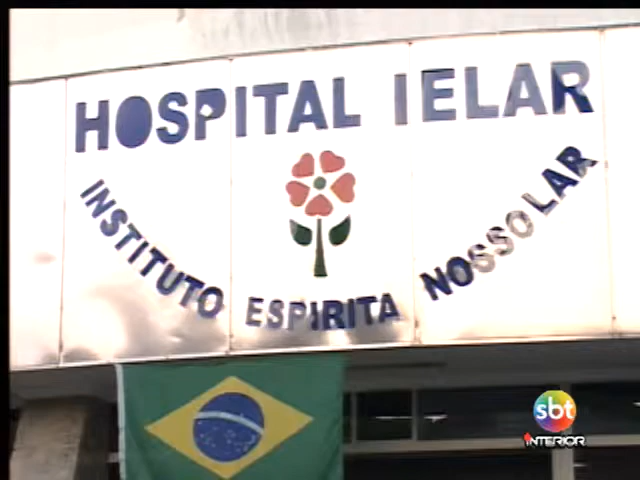 HOSPITAL IELAR
INSTITUTO ESPIRITA NOSSO LAR
sbt
INTERIOR